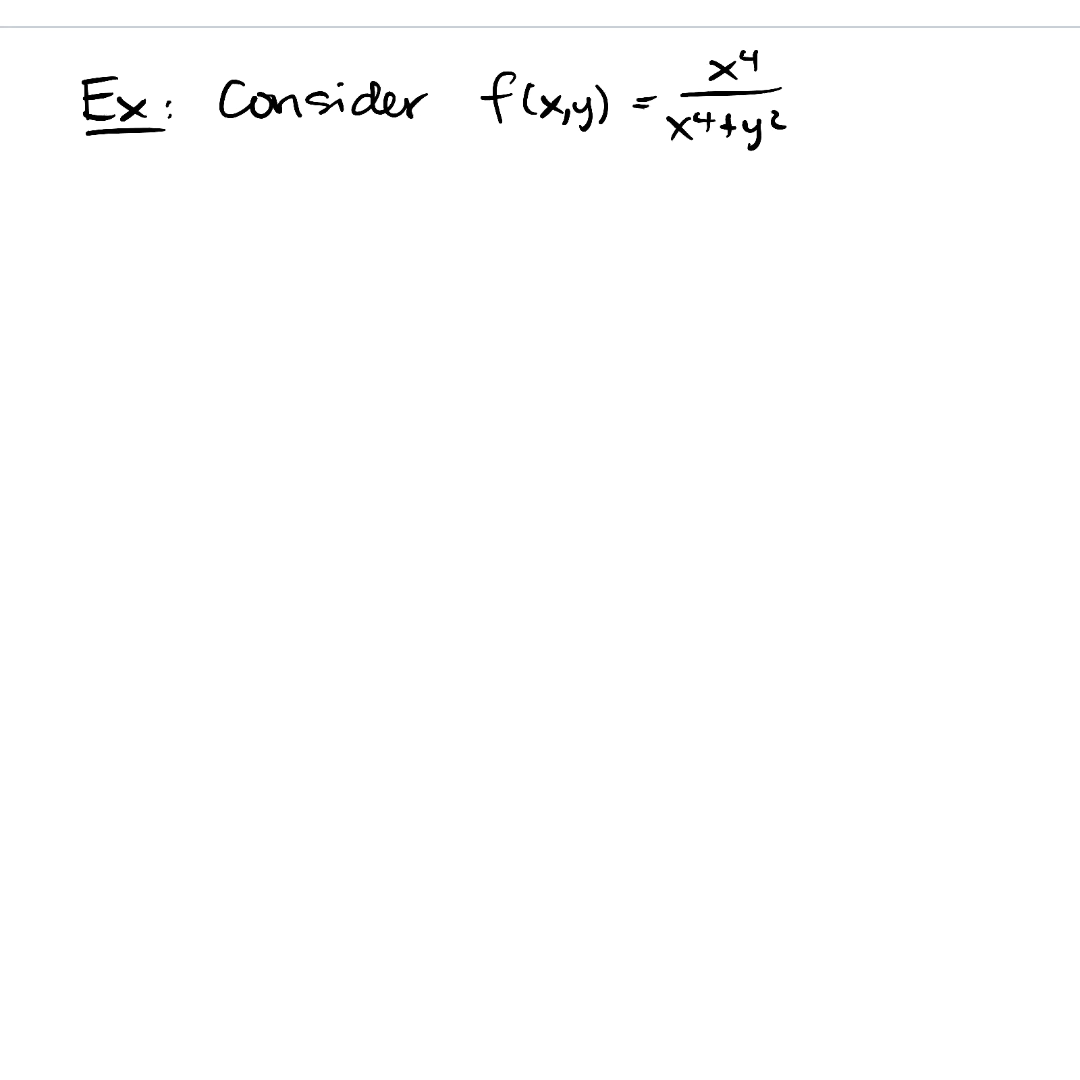 Ex: Consider f(x,y) = x⁴/(x⁴+y²)